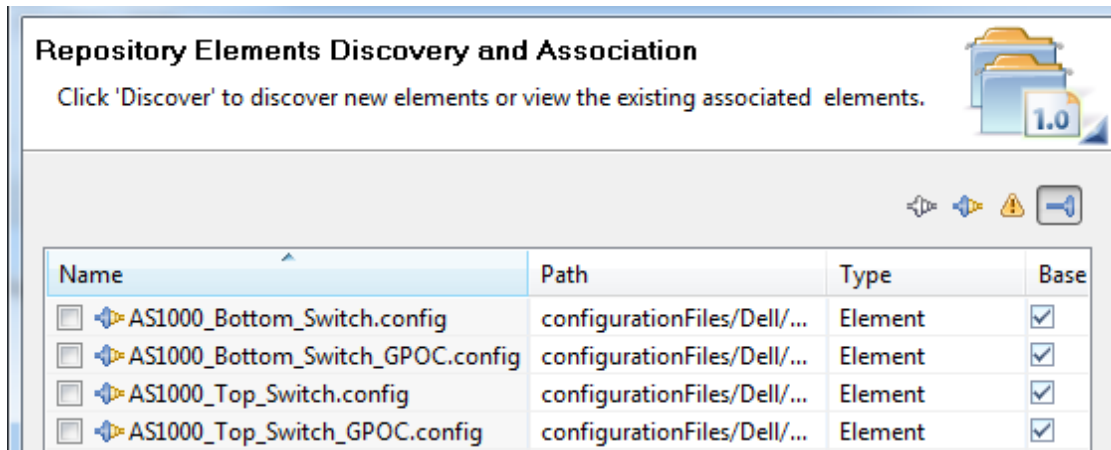 Repository Elements Discovery and Association
Click 'Discover' to discover new elements or view the existing associated elements.
1.0
Name Path Type Base
AS1000_Bottom_Switch.config configurationFiles/Dell/... Element
AS1000_Bottom_Switch_GPOC.config configurationFiles/Dell/... Element
AS1000_Top_Switch.config configurationFiles/Dell/... Element
AS1000_Top_Switch_GPOC.config configurationFiles/Dell/... Element